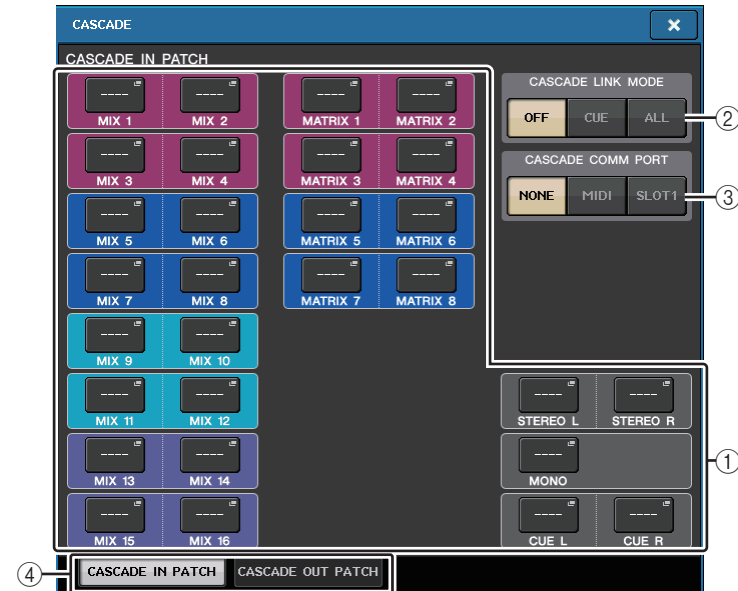 CASCADE
CASCADE IN PATCH
---- ---- ---- ----
MIX 1 MIX 2 MATRIX 1 MATRIX 2
---- ---- ---- ----
MIX 3 MIX 4 MATRIX 3 MATRIX 4
---- ---- ---- ----
MIX 5 MIX 6 MATRIX 5 MATRIX 6
---- ---- ---- ----
MIX 7 MIX 8 MATRIX 7 MATRIX 8
---- ----
MIX 9 MIX 10
---- ----
MIX 11 MIX 12
---- ----
MIX 13 MIX 14
---- ----
MIX 15 MIX 16
CASCADE LINK MODE
OFF CUE ALL
②
CASCADE COMM PORT
NONE MIDI SLOT1
③
---- ----
STEREO L STEREO R
----
MONO
①
---- ----
CUE L CUE R
④
CASCADE IN PATCH CASCADE OUT PATCH